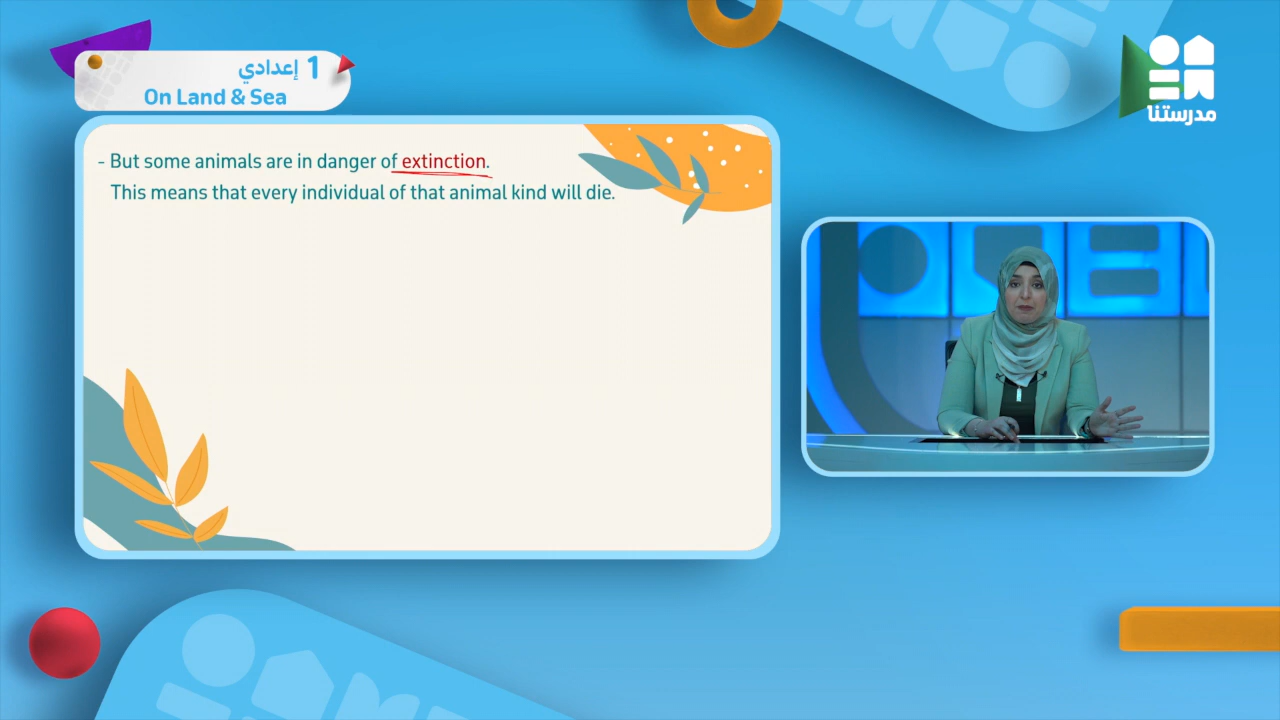 1 إعدادي
On Land & Sea
مدرستنا
- But some animals are in danger of extinction.
This means that every individual of that animal kind will die.